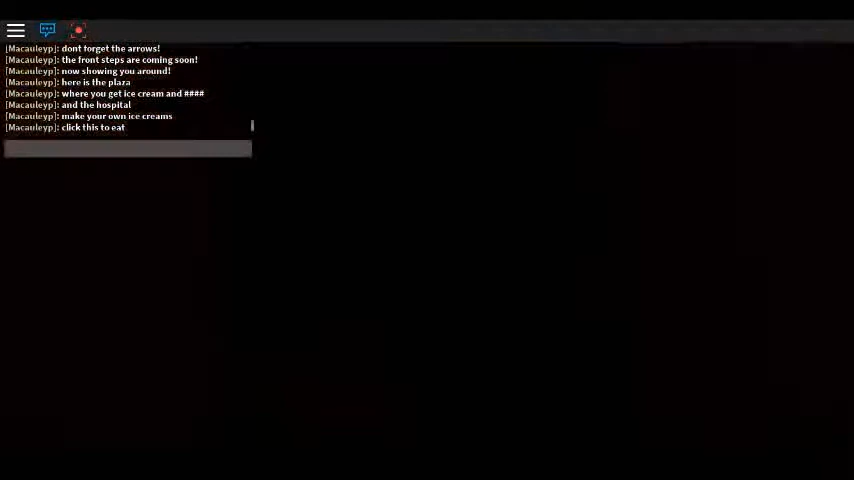 [Macauleyp]: dont forget the arrows!
[Macauleyp]: the front steps are coming soon!
[Macauleyp]: now showing you around!
[Macauleyp]: here is the plaza
[Macauleyp]: where you get ice cream and ####
[Macauleyp]: and the hospital
[Macauleyp]: make your own ice creams
[Macauleyp]: click this to eat